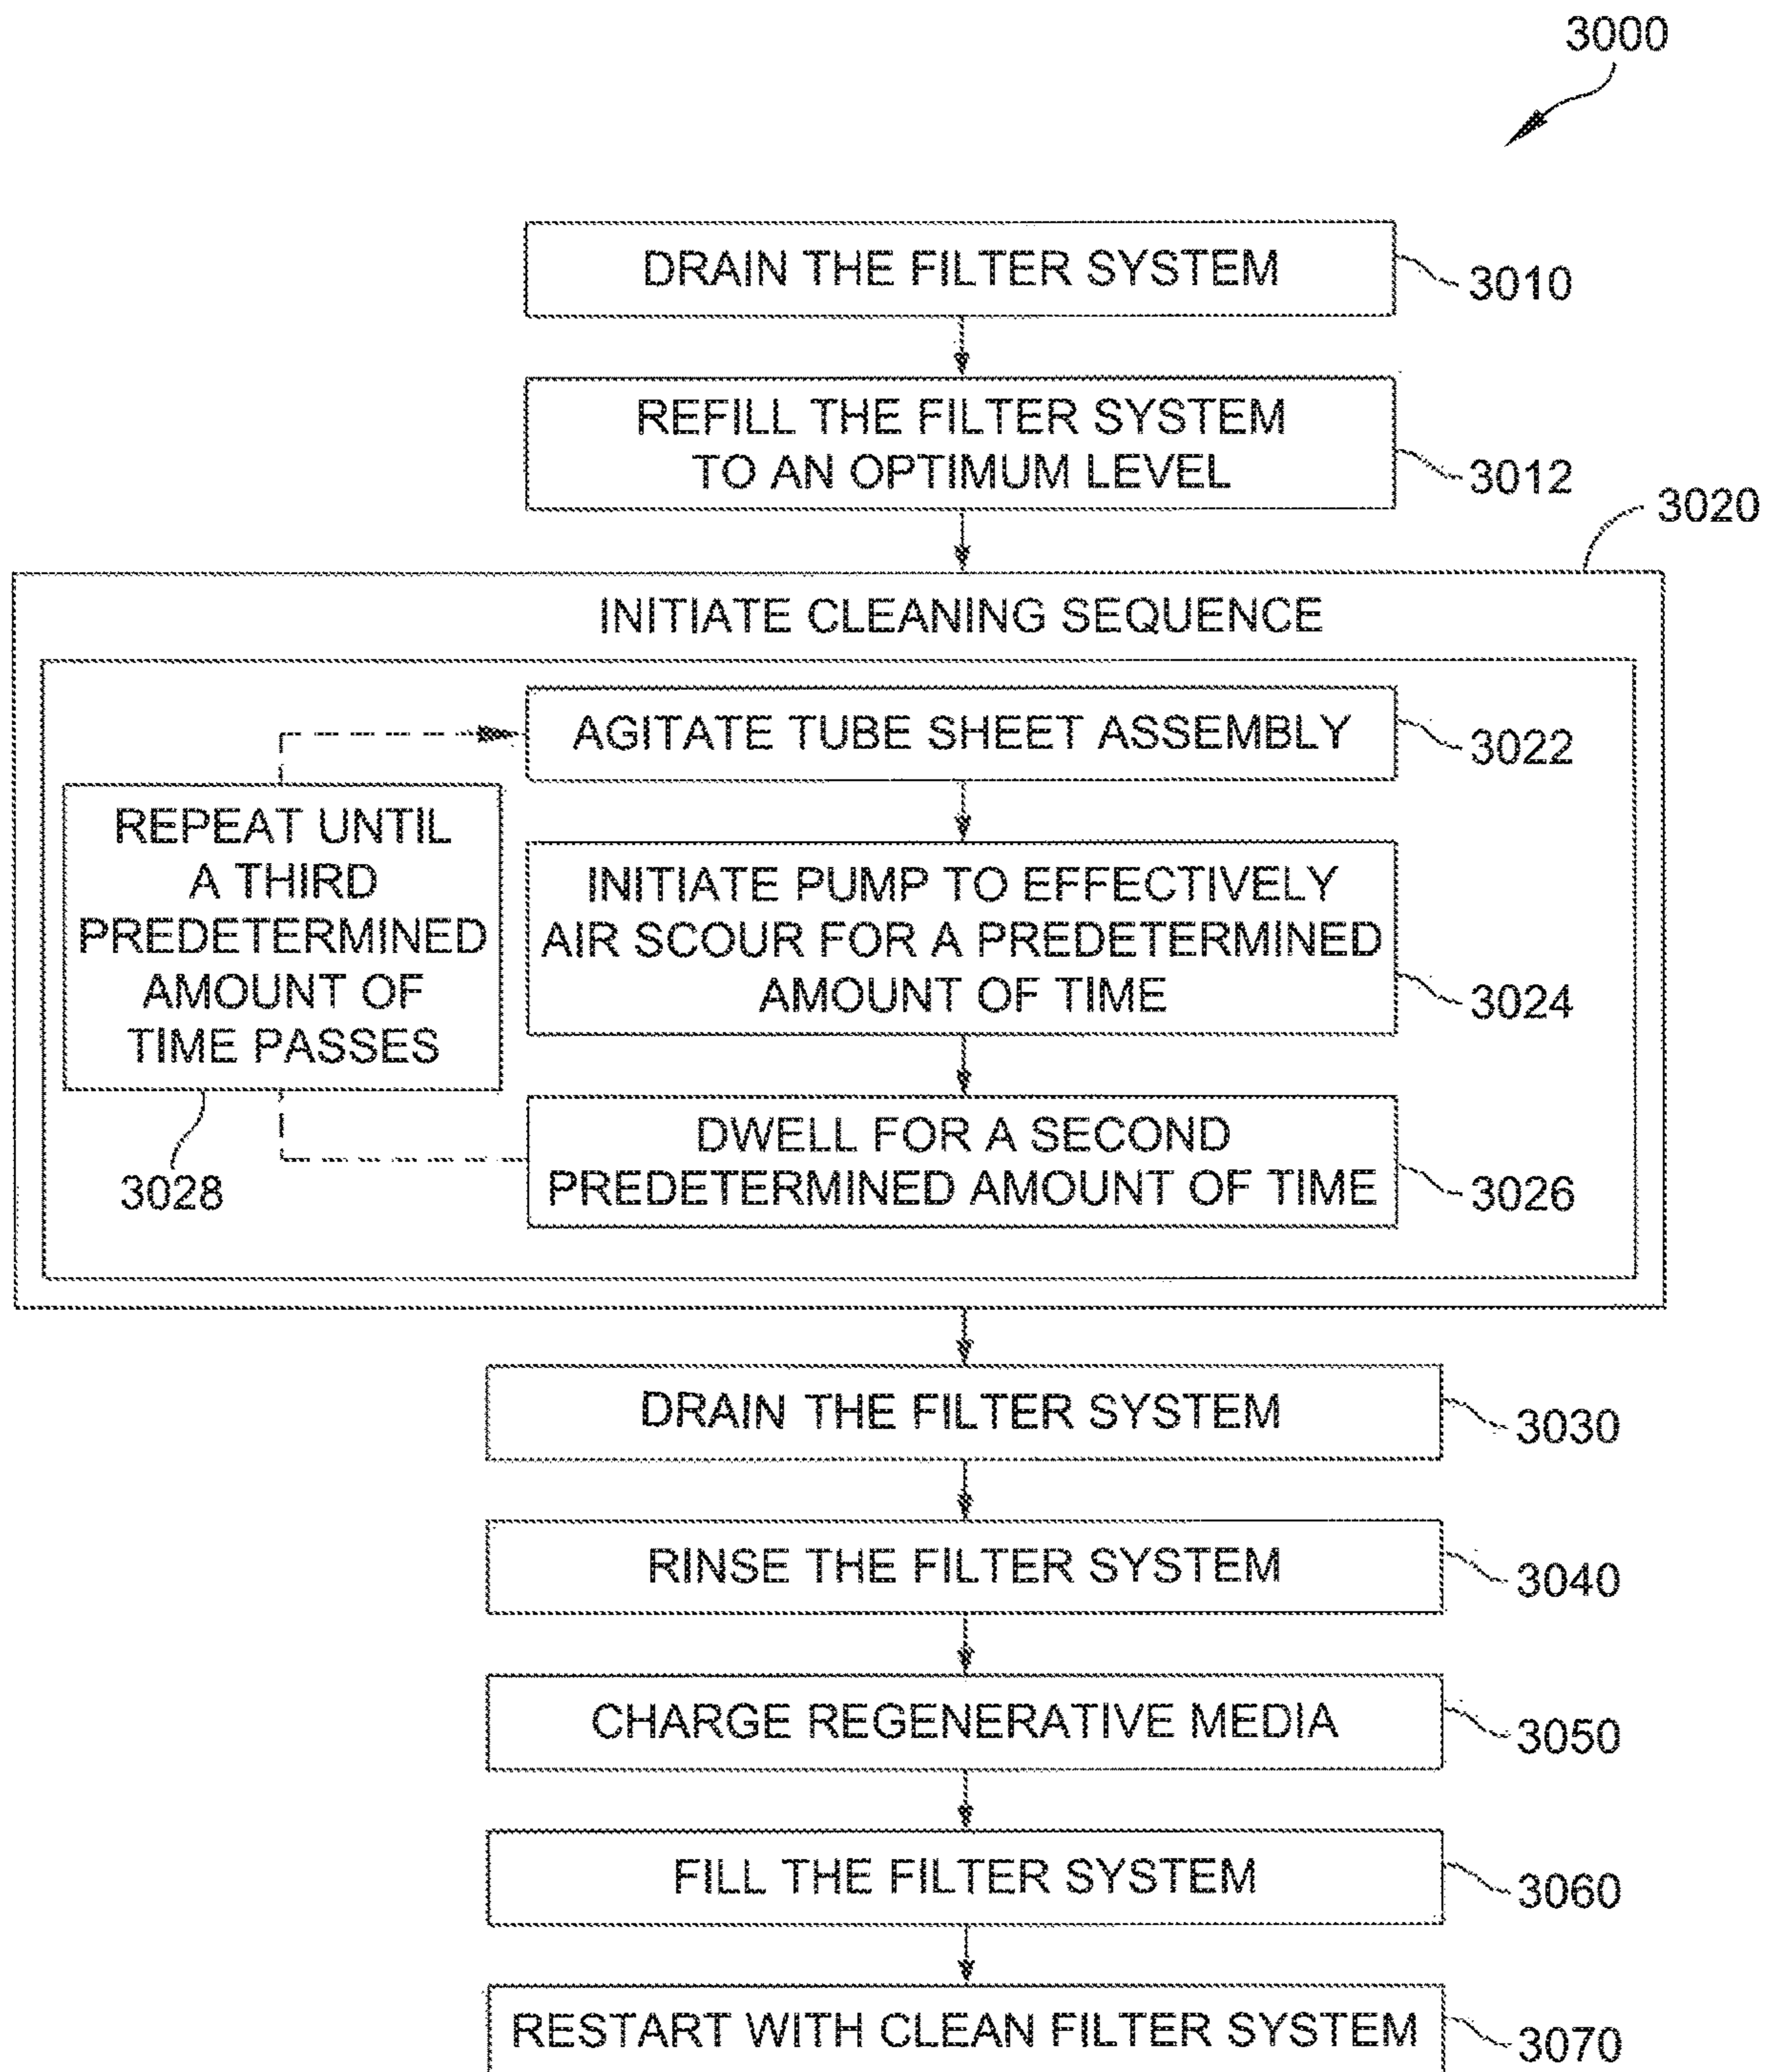 3000
DRAIN THE FILTER SYSTEM
3010
REFILL THE FILTER SYSTEM
TO AN OPTIMUM LEVEL
3012
3020
INITIATE CLEANING SEQUENCE
AGITATE TUBE SHEET ASSEMBLY
3022
REPEAT UNTIL
A THIRD
PREDETERMINED
AMOUNT OF
TIME PASSES
3028
INITIATE PUMP TO EFFECTIVELY
AIR SCOUR FOR A PREDETERMINED
AMOUNT OF TIME
3024
DWELL FOR A SECOND
PREDETERMINED AMOUNT OF TIME
3026
DRAIN THE FILTER SYSTEM
3030
RINSE THE FILTER SYSTEM
3040
CHARGE REGENERATIVE MEDIA
3050
FILL THE FILTER SYSTEM
3060
RESTART WITH CLEAN FILTER SYSTEM
3070